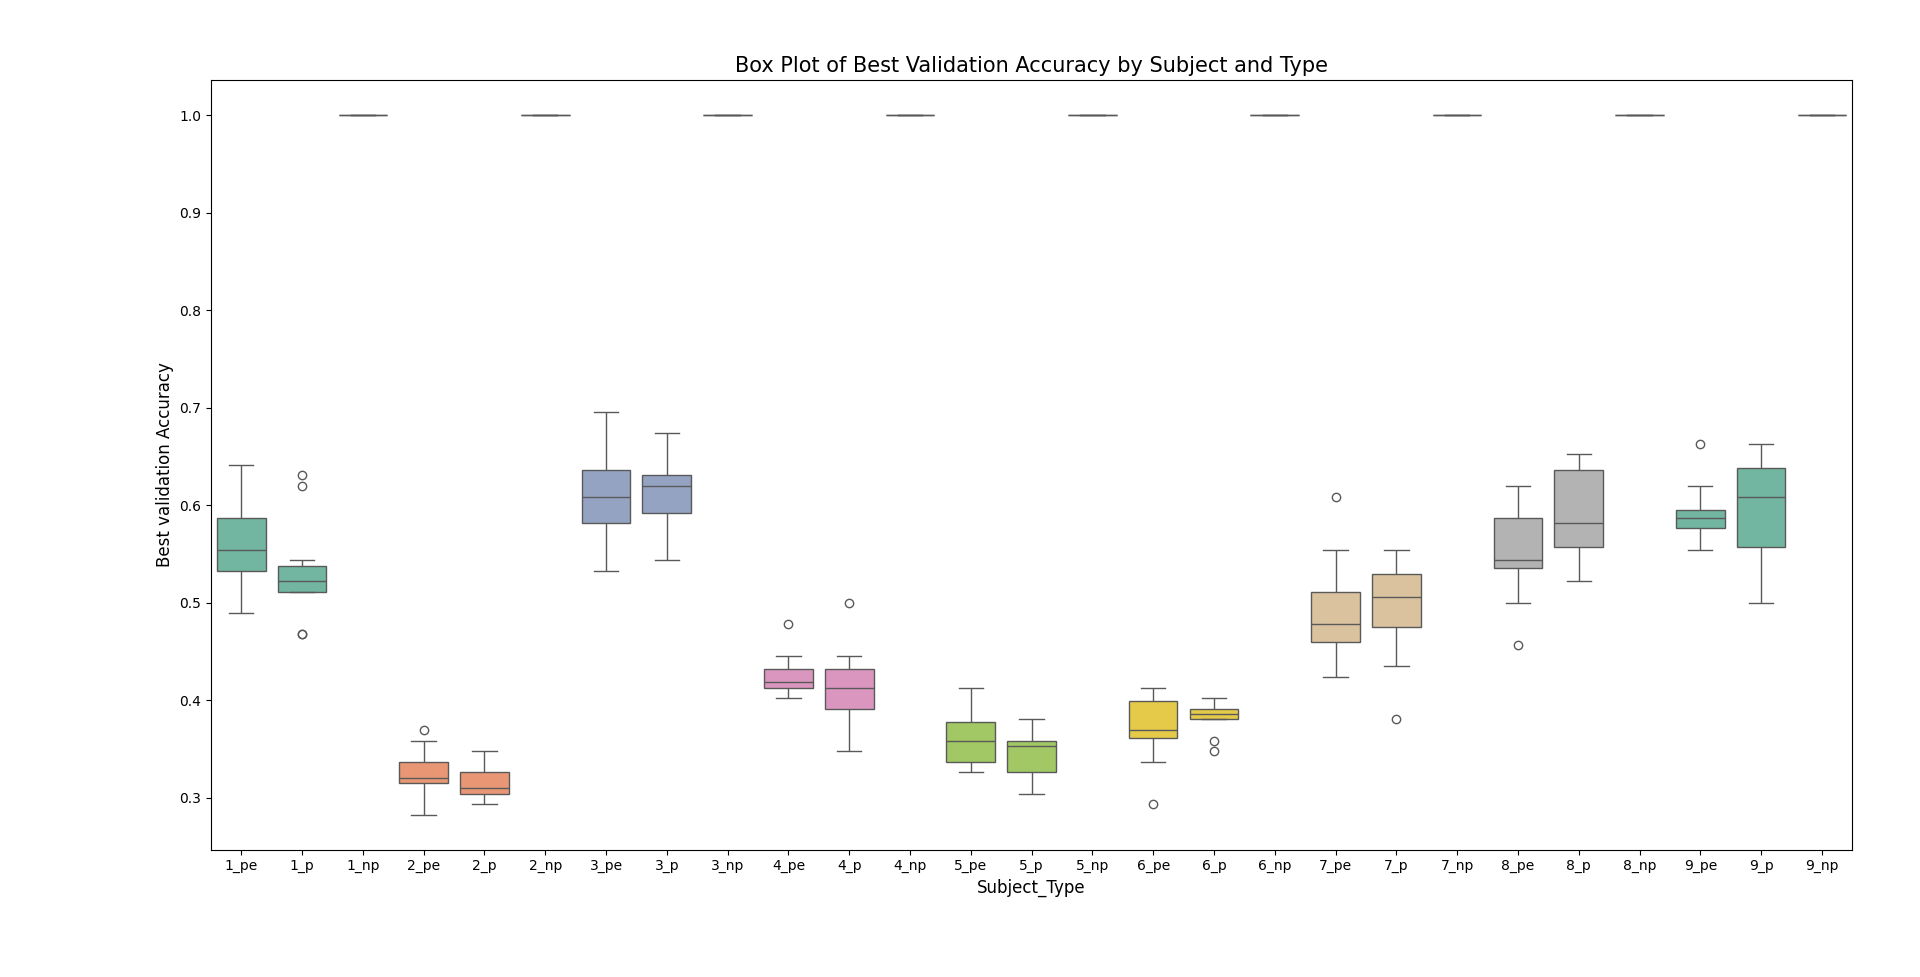 Box Plot of Best Validation Accuracy by Subject and Type
Best validation Accuracy
1.0
0.9
0.8
0.7
0.6
0.5
0.4
0.3
1_pe 1_p 1_np 2_pe 2_p 2_np 3_pe 3_p 3_np 4_pe 4_p 4_np 5_pe 5_p 5_np 6_pe 6_p 6_np 7_pe 7_p 7_np 8_pe 8_p 8_np 9_pe 9_p 9_np
Subject_Type